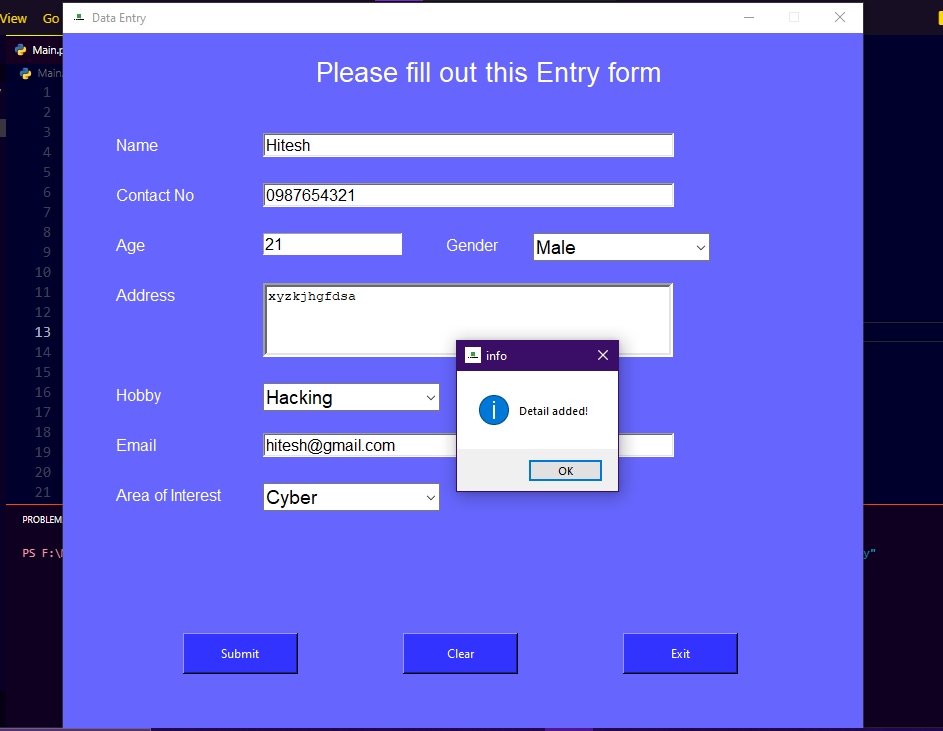 View Go
Data Entry
Main.p
Main.
Please fill out this Entry form
1
2
3
4
5
6
7
8
9
10
11
12
13
14
15
16
17
18
19
20
21
Name Hitesh
Contact No 0987654321
Age 21 Gender Male
Address xyzkjhgfdsa
info
Detail added!
OK
Hobby Hacking
Email hitesh@gmail.com
Area of Interest Cyber
PROBLEM
PS F:\ y"
Submit Clear Exit